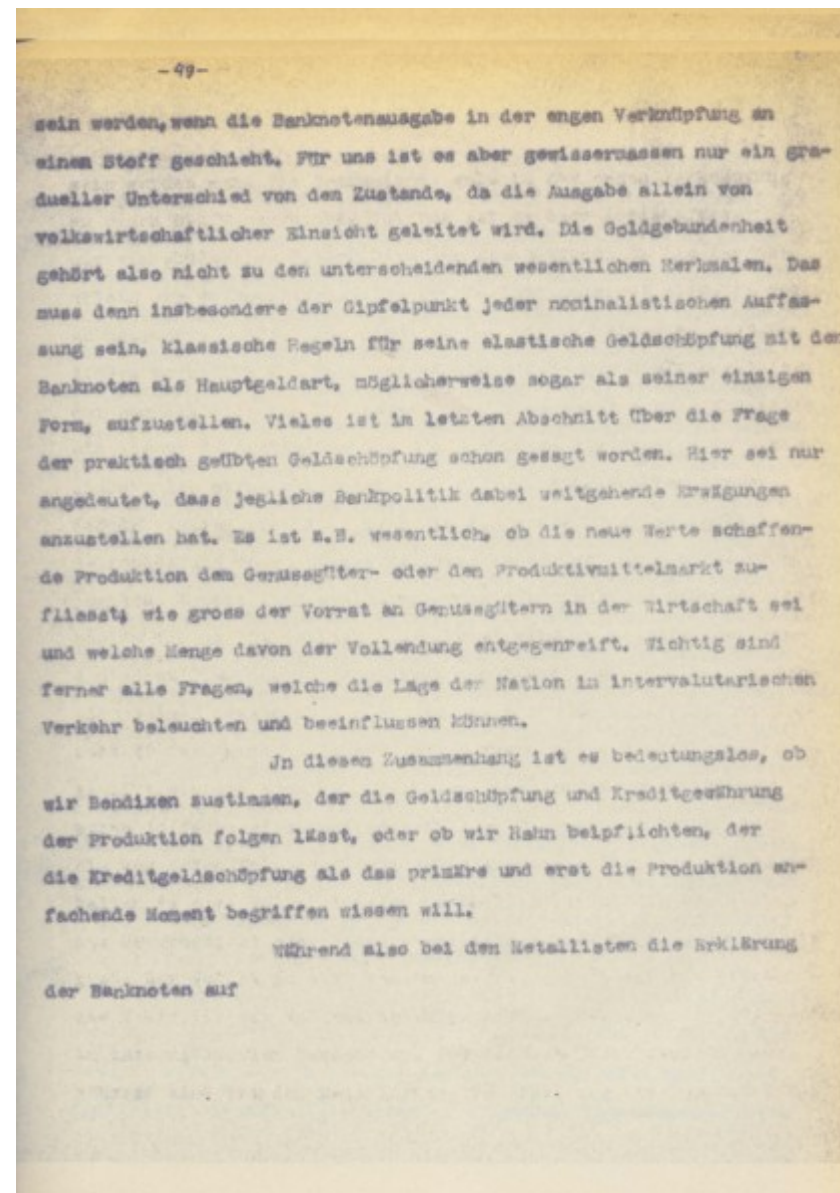 -49-
sein werden,wenn die Banknotenausgabe in der engen Verknüpfung an
einen Stoff geschieht. Für uns ist es aber gewissermassen nur ein gra-
dueller Unterschied von dem Zustande, da die Ausgabe allein von
volkswirtschaftlicher Einsicht geleitet wird. Die Goldgebundenheit
gehört also nicht zu den unterscheidenden wesentlichen Merkmalen. Das
muss denn insbesondere der Gipfelpunkt jeder nominalistischen Auffas-
sung sein, klassische Regeln für seine elastische Geldschöpfung mit den
Banknoten als Hauptgeldart, möglicherweise sogar als seiner einzigen
Form, aufzustellen. Vieles ist im letzten Abschnitt über die Frage
der praktisch geübten Geldschöpfung schon gesagt worden. Hier sei nur
angedeutet, dass jegliche Bankpolitik dabei weitgehende Erwägungen
anzustellen hat. Es ist z.B. wesentlich, ob die neue Werte schaffen-
de Produktion dem Genussgüter- oder den Produktivmittelmarkt zu-
fliesst; wie gross der Vorrat an Genussgütern in der Wirtschaft sei
und welche Menge davon der Vollendung entgegenreift. Wichtig sind
ferner alle Fragen, welche die Lage der Nation im intervalutarischen
Verkehr beleuchten und beeinflussen können.
Jn diesem Zusammenhang ist es bedeutungslos, ob
wir Bendixen zustimmen, der die Geldschöpfung und Kreditgewährung
der Produktion folgen lässt, oder ob wir Hahn beipflichten, der
die Kreditgeldschöpfung als das primäre und erst die Produktion an-
fachende Moment begriffen wissen will.
Während also bei den Metallisten die Erklärung
der Banknoten auf